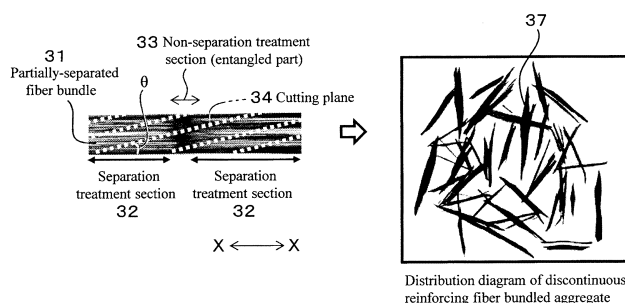 31
Partially-separated
fiber bundle
33 Non-separation treatment
section (entangled part)
θ
34 Cutting plane
Separation
treatment section
32
Separation
treatment section
32
X ⟷ X
37
Distribution diagram of discontinuous
reinforcing fiber bundled aggregate